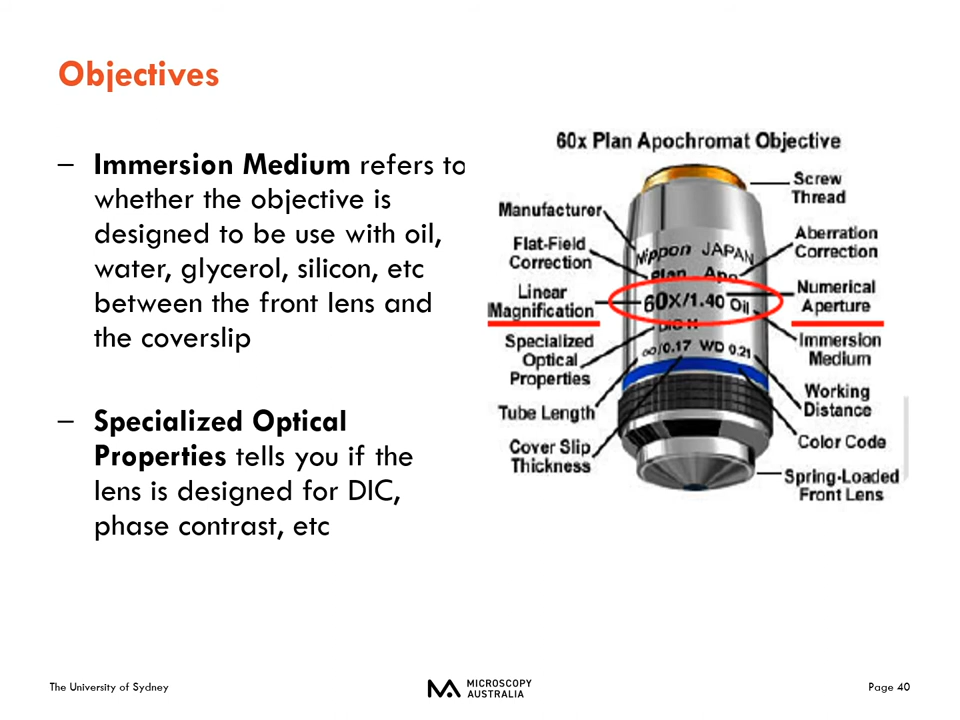 Objectives
– Immersion Medium refers to
whether the objective is
designed to be use with oil,
water, glycerol, silicon, etc
between the front lens and
the coverslip
– Specialized Optical
Properties tells you if the
lens is designed for DIC,
phase contrast, etc
60x Plan Apochromat Objective
Screw
Thread
Manufacturer
Aberration
Correction
Flat-Field
Correction
Nippon JAPAN
Plan Apo
Linear
Magnification
60X/1.40 Oil
Numerical
Aperture
DIC H
Specialized
Optical
Properties
∞/0.17 WD 0.21
Immersion
Medium
Working
Distance
Tube Length
Color Code
Cover Slip
Thickness
Spring-Loaded
Front Lens
The University of Sydney
MICROSCOPY
AUSTRALIA
Page 40